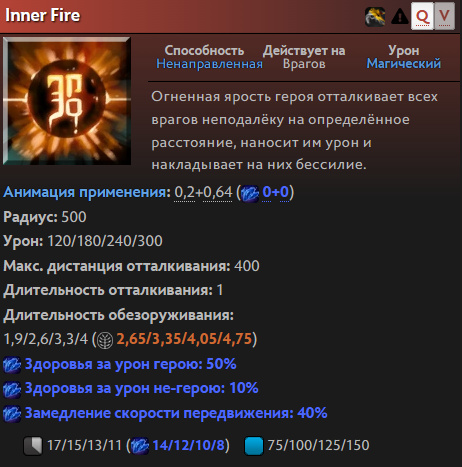 Inner Fire
Q V
Способность Действует на Урон
Ненаправленная Врагов Магический
Огненная ярость героя отталкивает всех
врагов неподалёку на определённое
расстояние, наносит им урон и
накладывает на них бессилие.
Анимация применения: 0,2+0,64 (0+0)
Радиус: 500
Урон: 120/180/240/300
Макс. дистанция отталкивания: 400
Длительность отталкивания: 1
Длительность обезоруживания:
1,9/2,6/3,3/4 (2,65/3,35/4,05/4,75)
Здоровья за урон герою: 50%
Здоровья за урон не-герою: 10%
Замедление скорости передвижения: 40%
17/15/13/11 (14/12/10/8) 75/100/125/150